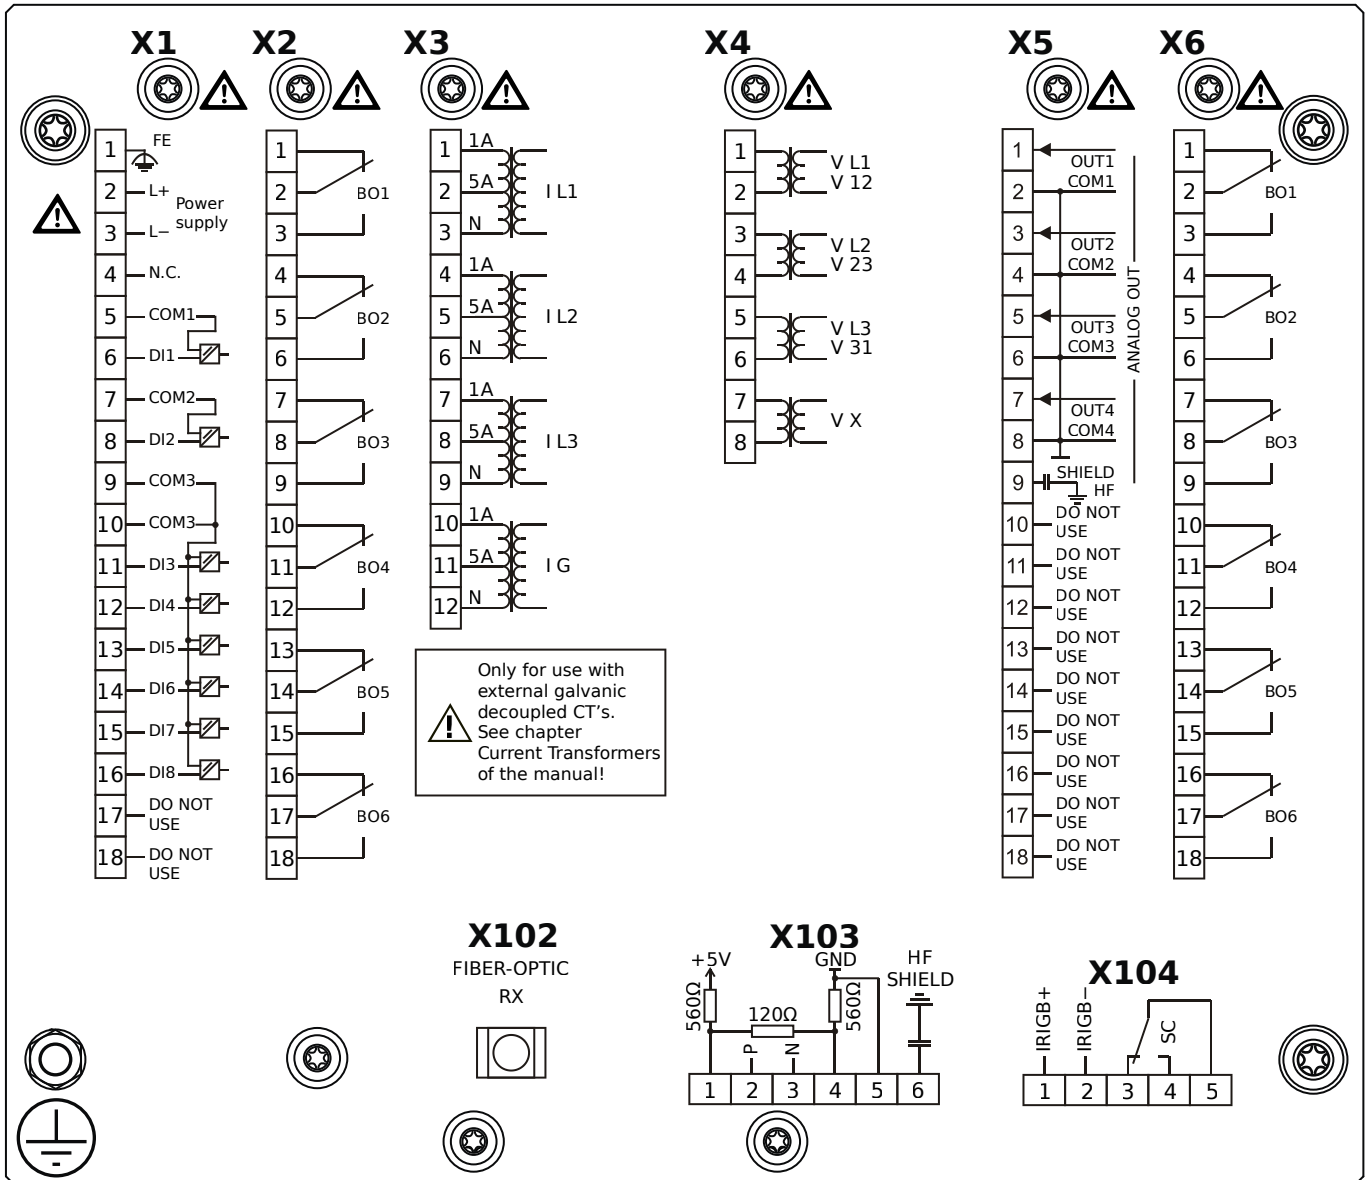 X1
1
FE
2
L+
Power
supply
3
L−
4
N.C.
5
COM1
6
DI1
7
COM2
8
DI2
9
COM3
10
COM3
11
DI3
12
DI4
13
DI5
14
DI6
15
DI7
16
DI8
17
DO NOT
USE
18
DO NOT
USE
X2
1
2
BO1
3
4
5
BO2
6
7
8
BO3
9
10
11
BO4
12
13
14
BO5
15
16
17
BO6
18
X3
1
1A
2
5A
I L1
3
N
4
1A
5
5A
I L2
6
N
7
1A
8
5A
I L3
9
N
10
1A
11
5A
I G
12
N
Only for use with
external galvanic
decoupled CT's.
See chapter
Current Transformers
of the manual!
X4
1
V L1
2
V 12
3
V L2
4
V 23
5
V L3
6
V 31
7
V X
8
X5
1
OUT1
2
COM1
3
OUT2
4
COM2
5
OUT3
6
COM3
7
OUT4
8
COM4
ANALOG OUT
9
SHIELD
HF
10
DO NOT
USE
11
DO NOT
USE
12
DO NOT
USE
13
DO NOT
USE
14
DO NOT
USE
15
DO NOT
USE
16
DO NOT
USE
17
DO NOT
USE
18
DO NOT
USE
X6
1
2
BO1
3
4
5
BO2
6
7
8
BO3
9
10
11
BO4
12
13
14
BO5
15
16
17
BO6
18
X102
FIBER-OPTIC
RX
X103
+5V
GND
HF
SHIELD
560Ω
120Ω
560Ω
P
N
1 2 3 4 5 6
X104
IRIGB+
IRIGB−
SC
1 2 3 4 5